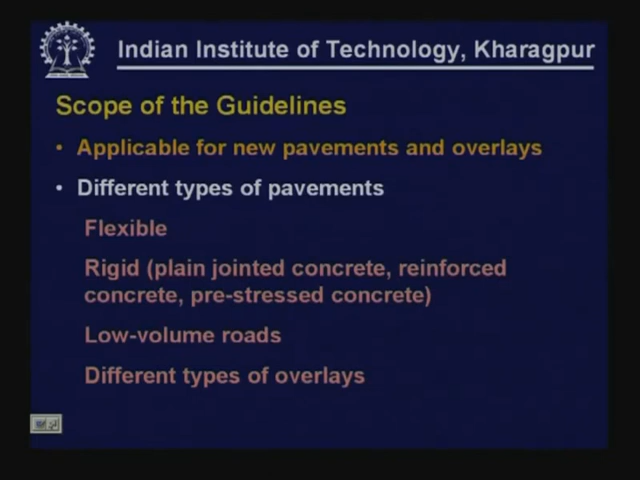 Indian Institute of Technology, Kharagpur
Scope of the Guidelines
• Applicable for new pavements and overlays
• Different types of pavements
Flexible
Rigid (plain jointed concrete, reinforced
concrete, pre-stressed concrete)
Low-volume roads
Different types of overlays